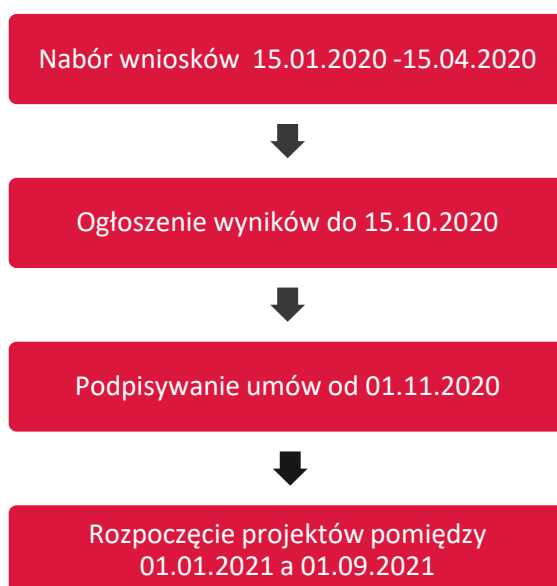 Nabór wniosków 15.01.2020 -15.04.2020
Ogłoszenie wyników do 15.10.2020
Podpisywanie umów od 01.11.2020
Rozpoczęcie projektów pomiędzy
01.01.2021 a 01.09.2021